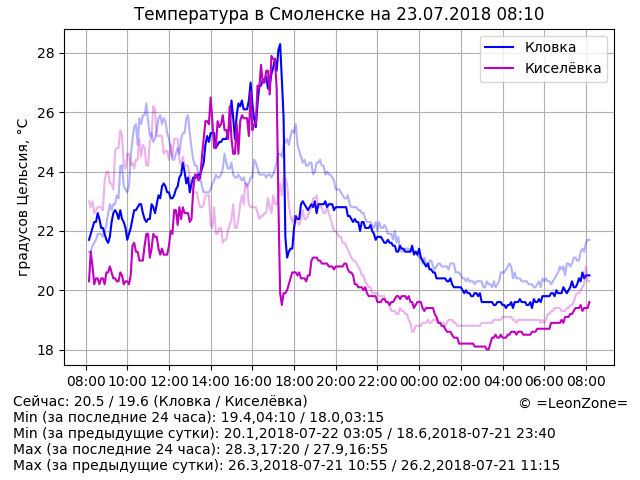 Температура в Смоленске на 23.07.2018 08:10
Кловка
Киселёвка
градусов Цельсия, °C
28
26
24
22
20
18
08:00 10:00 12:00 14:00 16:00 18:00 20:00 22:00 00:00 02:00 04:00 06:00 08:00
Сейчас: 20.5 / 19.6 (Кловка / Киселёвка)
© =LeonZone=
Min (за последние 24 часа): 19.4,04:10 / 18.0,03:15
Min (за предыдущие сутки): 20.1,2018-07-22 03:05 / 18.6,2018-07-21 23:40
Max (за последние 24 часа): 28.3,17:20 / 27.9,16:55
Max (за предыдущие сутки): 26.3,2018-07-21 10:55 / 26.2,2018-07-21 11:15